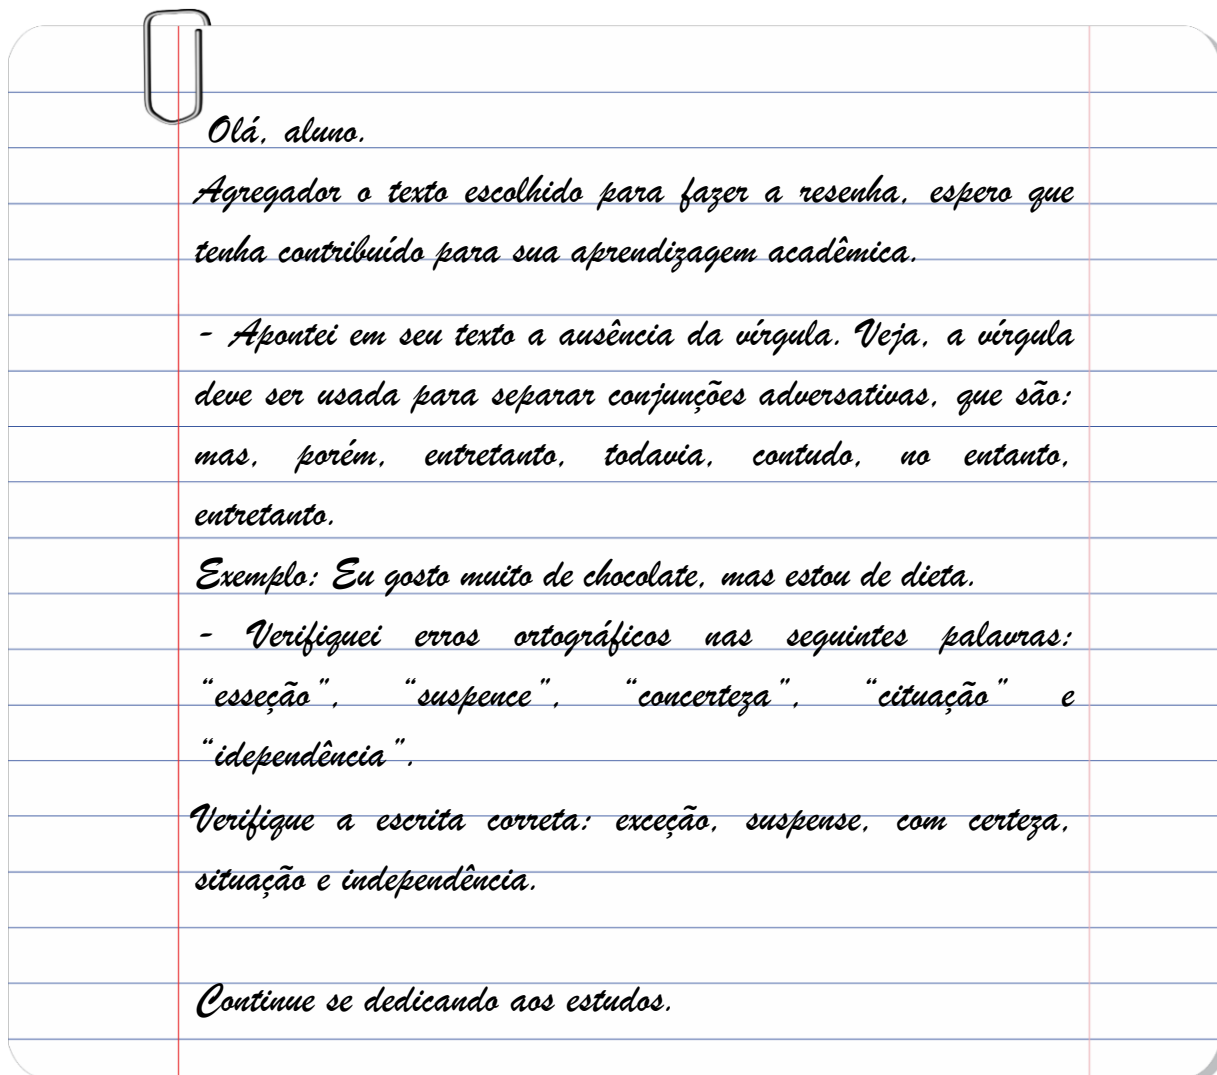 Olá, aluno.
Agregador o texto escolhido para fazer a resenha, espero que
tenha contribuído para sua aprendizagem acadêmica.
- Apontei em seu texto a ausência da vírgula. Veja, a vírgula
deve ser usada para separar conjunções adversativas, que são:
mas, porém, entretanto, todavia, contudo, no entanto,
entretanto.
Exemplo: Eu gosto muito de chocolate, mas estou de dieta.
- Verifiquei erros ortográficos nas seguintes palavras:
“esseção”, “suspence”, “concerteza”, “cituação” e
“idependência”.
Verifique a escrita correta: exceção, suspense, com certeza,
situação e independência.
Continue se dedicando aos estudos.